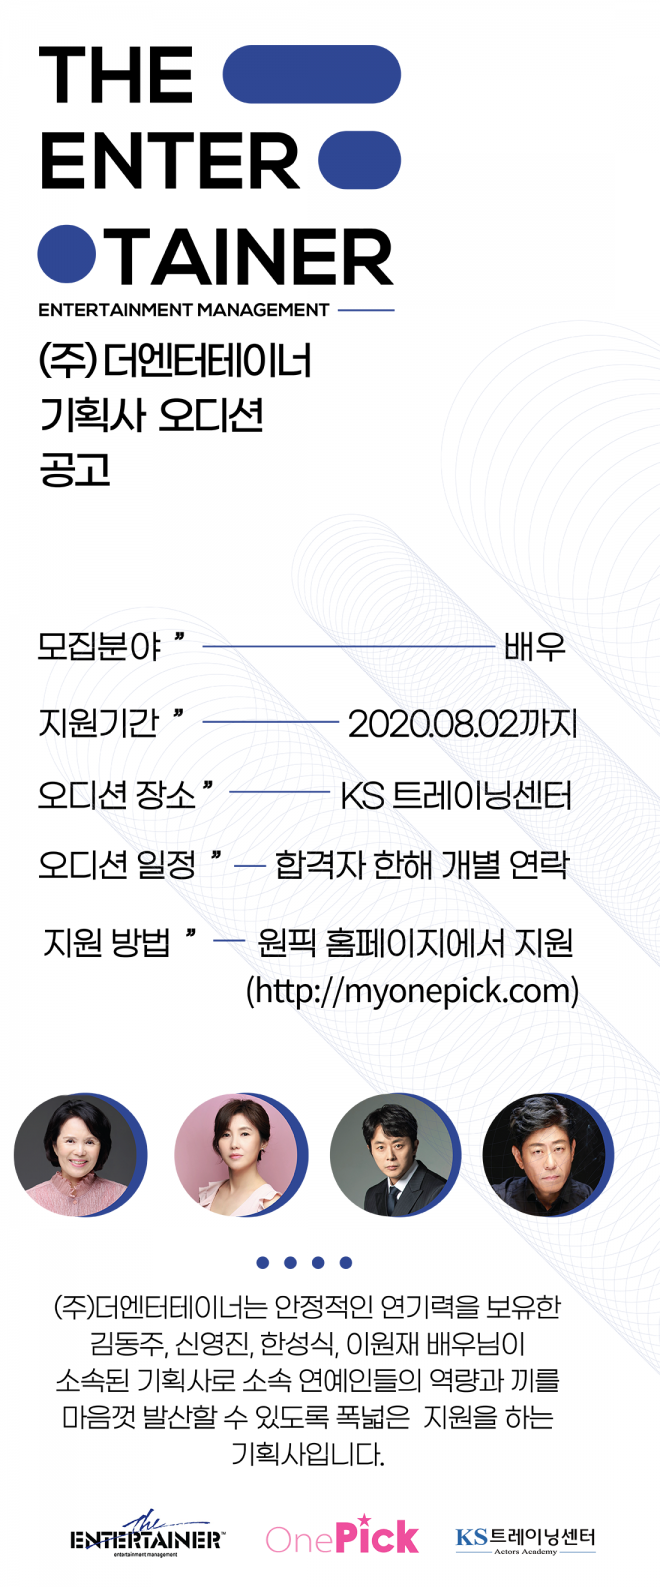 THE
ENTER
TAINER
ENTERTAINMENT MANAGEMENT
(주) 더엔터테이너
기획사 오디션
공고
모집분야 " 배우
지원기간 " 2020.08.02까지
오디션 장소 " KS 트레이닝센터
오디션 일정 " 합격자 한해 개별 연락
지원 방법 " 원픽 홈페이지에서 지원
(http://myonepick.com)
(주)더엔터테이너는 안정적인 연기력을 보유한
김동주, 신영진, 한성식, 이원재 배우님이
소속된 기획사로 소속 연예인들의 역량과 끼를
마음껏 발산할 수 있도록 폭넓은 지원을 하는
기획사입니다.
The
ENTERTAINER™
entertainment management
OnePick
KS트레이닝센터
Actors Academy